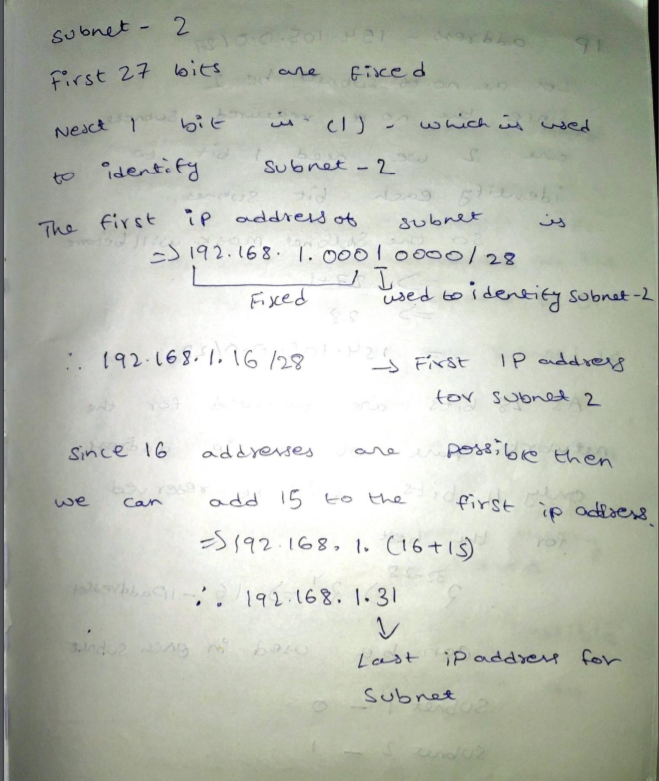 Subnet - 2
First 27 bits are fixed
Next 1 bit is (1) - which is used
to identify subnet - 2
The first ip address of subnet is
=> 192.168.1.00010000/28
Fixed used to identify subnet-2
∴ 192.168.1.16/28 → First IP address
for subnet 2
Since 16 addresses are possible then
we can add 15 to the first ip address.
=> 192.168.1.(16+15)
∴ 192.168.1.31
↓
Last ip address for
Subnet